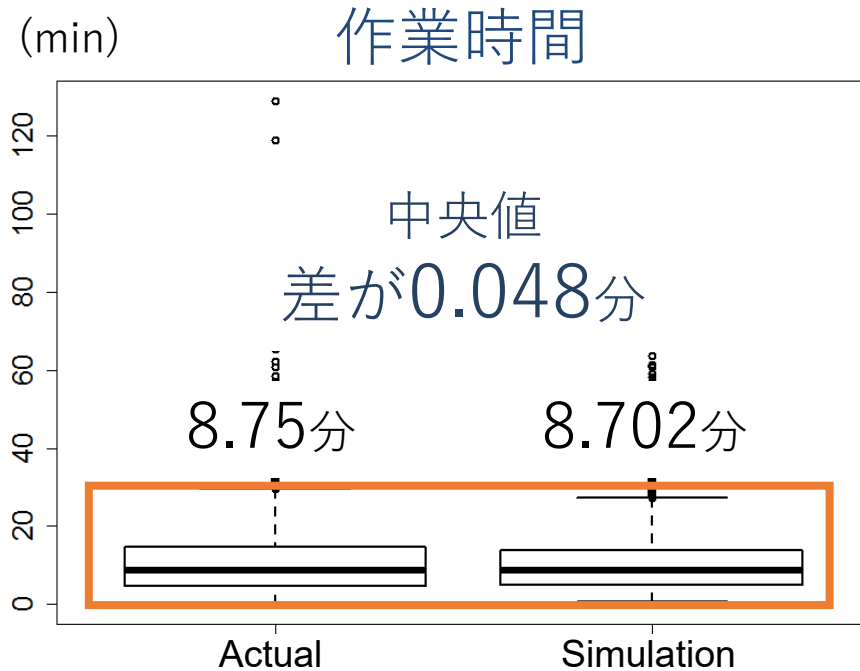 (min)
作業時間
120
100
80
60
40
20
0
中央値
差が0.048分
8.75分
8.702分
Actual
Simulation